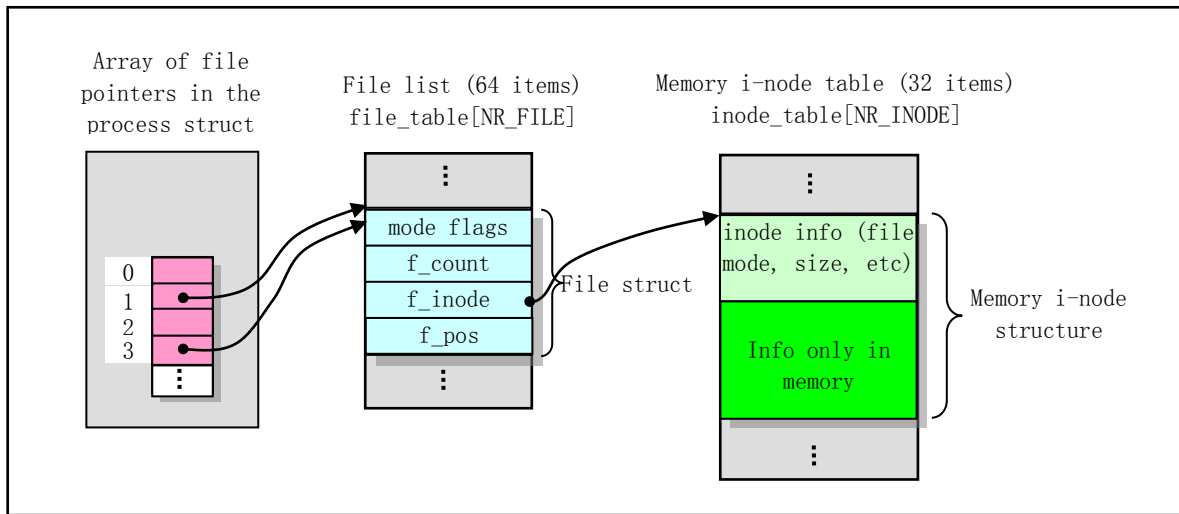 Array of file
pointers in the
process struct
File list (64 items)
file_table[NR_FILE]
Memory i-node table (32 items)
inode_table[NR_INODE]
0
1
2
3
⋮
⋮
mode flags
f_count
f_inode
f_pos
⋮
File struct
⋮
inode info (file
mode, size, etc)
Info only in
memory
⋮
Memory i-node
structure